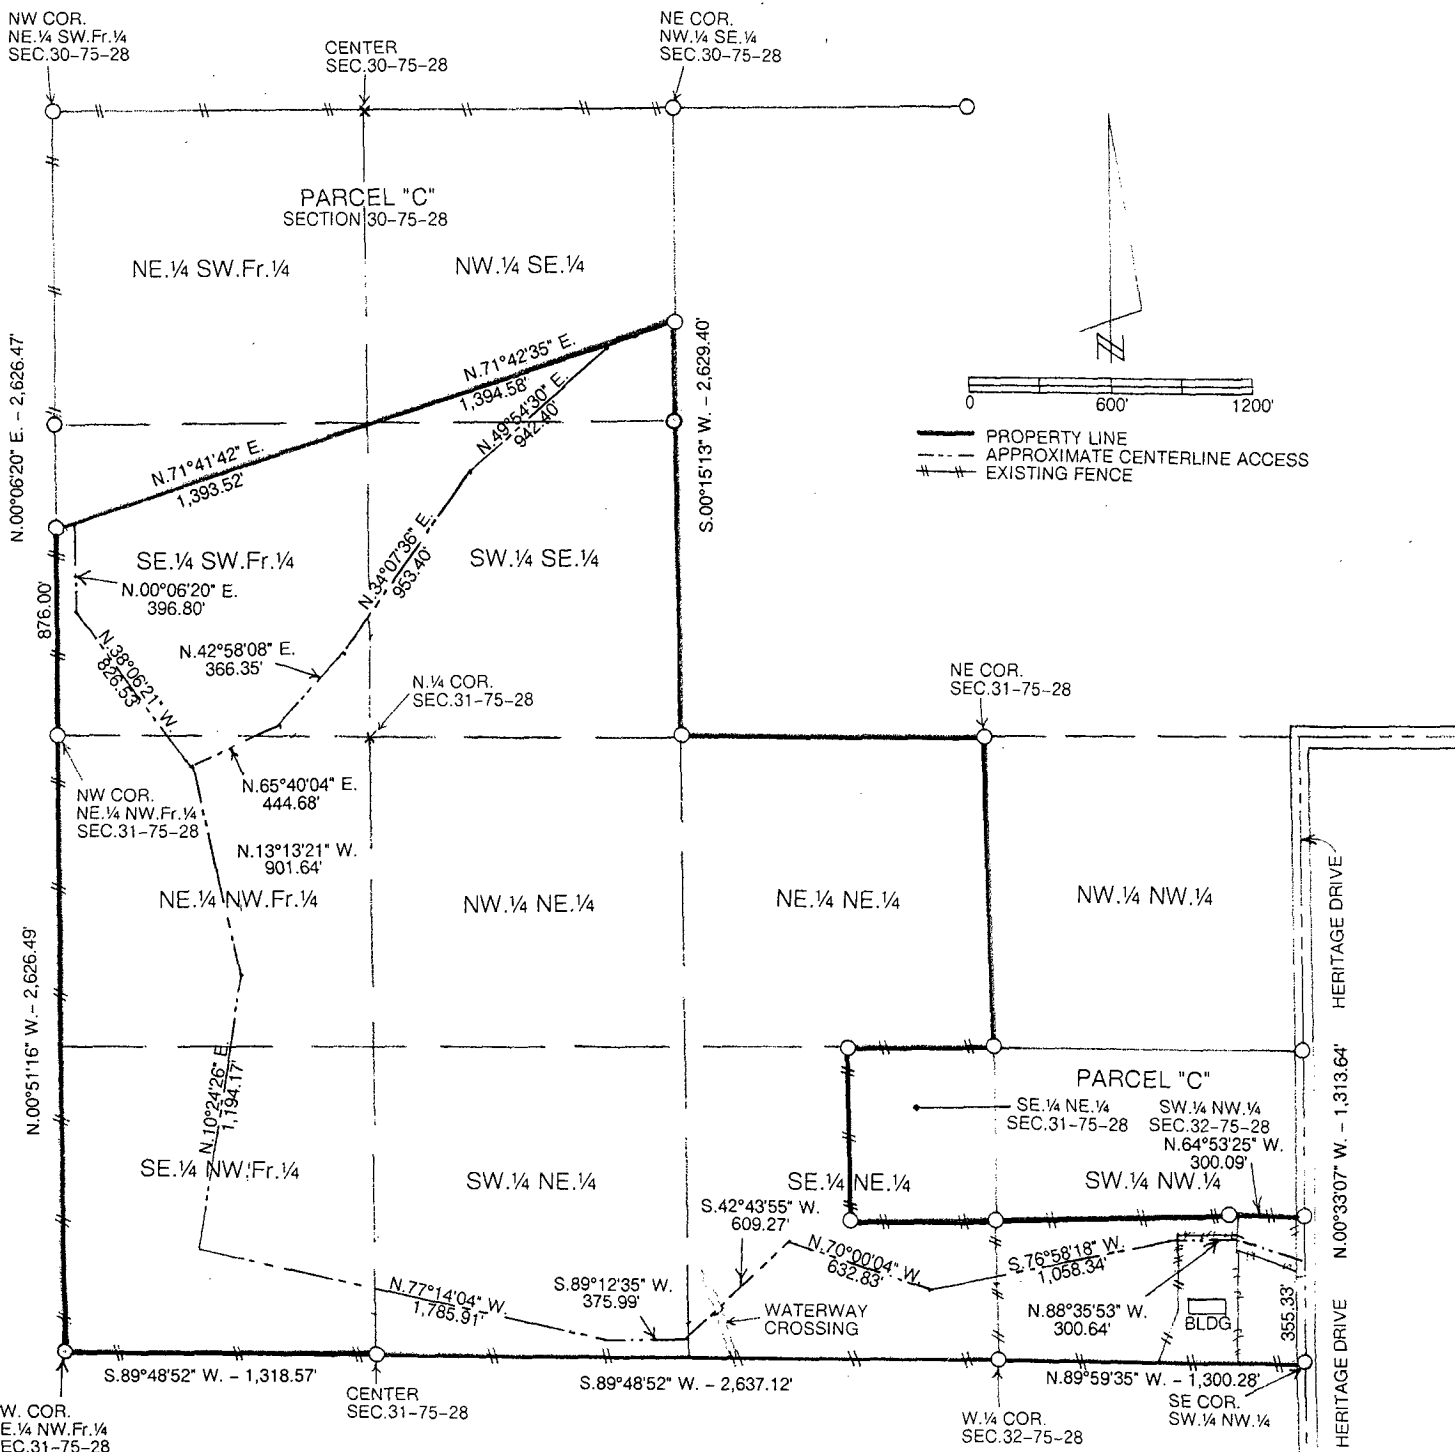 NW COR.
NE.¼ SW.Fr.¼
SEC.30-75-28
CENTER
SEC.30-75-28
NE COR.
NW.¼ SE.¼
SEC.30-75-28
PARCEL "C"
SECTION 30-75-28
NE.¼ SW.Fr.¼
NW.¼ SE.¼
N.00°06'20" E. - 2,626.47'
N.71°42'35" E.
1,394.58'
S.00°15'13" W. - 2,629.40'
N.49°54'30" E.
942.40'
N.71°41'42" E.
1,393.52'
0 600' 1200'
PROPERTY LINE
APPROXIMATE CENTERLINE ACCESS
EXISTING FENCE
SE.¼ SW.Fr.¼
SW.¼ SE.¼
N.00°06'20" E.
396.80'
876.00'
N.34°07'36" E.
953.40'
N.38°06'21" W.
826.53'
N.42°58'08" E.
366.35'
N.¼ COR.
SEC.31-75-28
NE COR.
SEC.31-75-28
NW COR.
NE.¼ NW.Fr.¼
SEC.31-75-28
N.65°40'04" E.
444.68'
N.13°13'21" W.
901.64'
NE.¼ NW.Fr.¼
NW.¼ NE.¼
NE.¼ NE.¼
NW.¼ NW.¼
HERITAGE DRIVE
N.00°51'16" W. - 2,626.49'
N.10°24'26" E.
1,194.17'
PARCEL "C"
SE.¼ NE.¼
SEC.31-75-28
SW.¼ NW.¼
SEC.32-75-28
N.64°53'25" W.
300.09'
N.00°33'07" W. - 1,313.64'
SE.¼ NW.Fr.¼
SW.¼ NE.¼
SE.¼ NE.¼
SW.¼ NW.¼
S.42°43'55" W.
609.27'
N.70°00'04" W.
632.83'
S.76°58'18" W.
1,058.34'
N.77°14'04" W.
1,785.91'
S.89°12'35" W.
375.99'
WATERWAY
CROSSING
N.88°35'53" W.
300.64'
BLDG
355.33'
HERITAGE DRIVE
S.89°48'52" W. - 1,318.57'
S.89°48'52" W. - 2,637.12'
N.89°59'35" W. - 1,300.28'
W. COR.
E.¼ NW.Fr.¼
EC.31-75-28
CENTER
SEC.31-75-28
W.¼ COR.
SEC.32-75-28
SE COR.
SW.¼ NW.¼